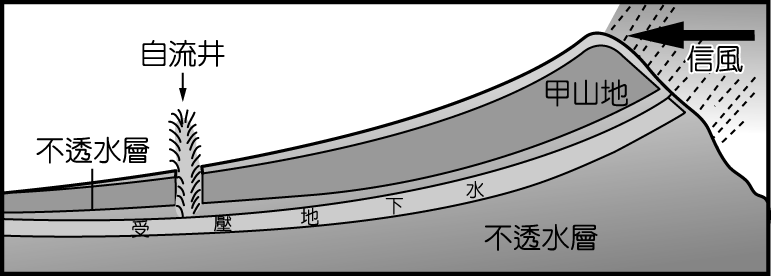 信風
自流井
甲山地
不透水層
受壓地下水
不透水層